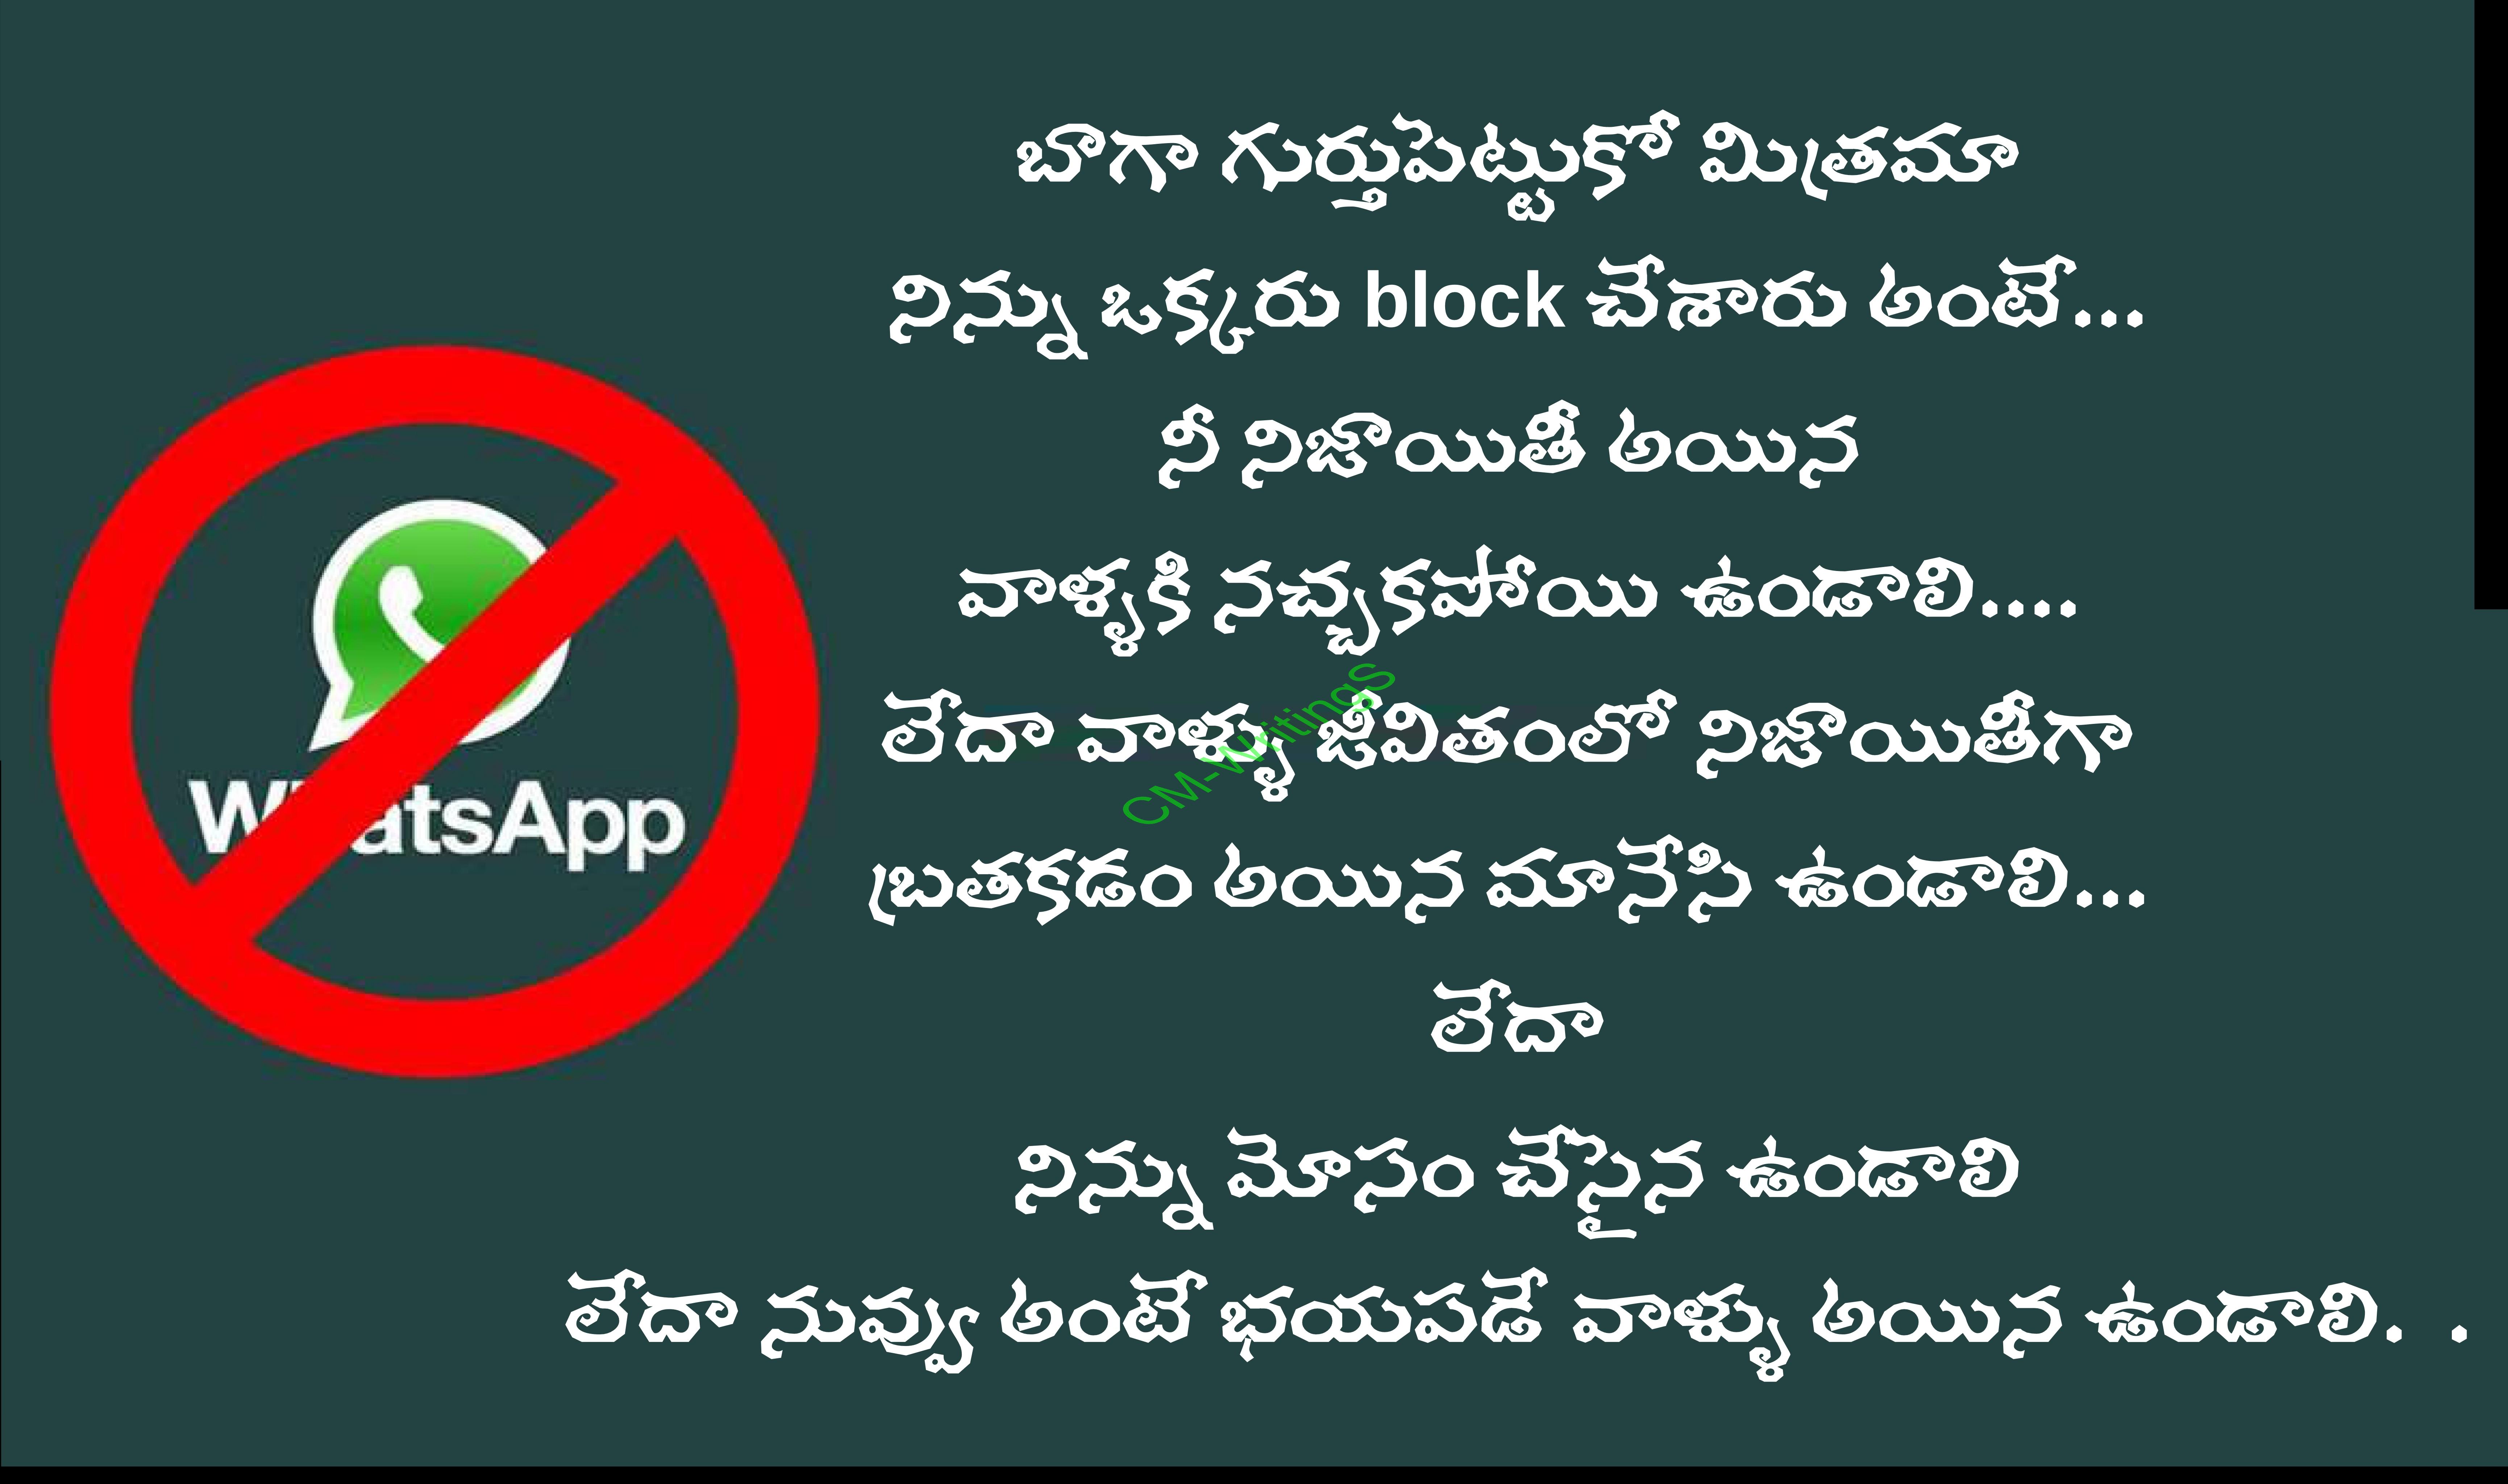 బాగా గుర్తుపెట్టుకో మిత్రమా
నిన్ను ఒక్కరు block చేశారు అంటే...
నీ నిజాయితీ అయిన
వాళ్ళకి నచ్చకపోయి ఉండాలి....
లేదా వాళ్ళు జీవితంలో నిజాయితీగా
బ్రతకడం అయిన మానేసి ఉండాలి...
లేదా
నిన్ను మోసం చేస్పైన ఉండాలి
లేదా నువ్వు అంటే భయపడే వాళ్ళు అయిన ఉండాలి. .
WhatsApp
CM-Writings